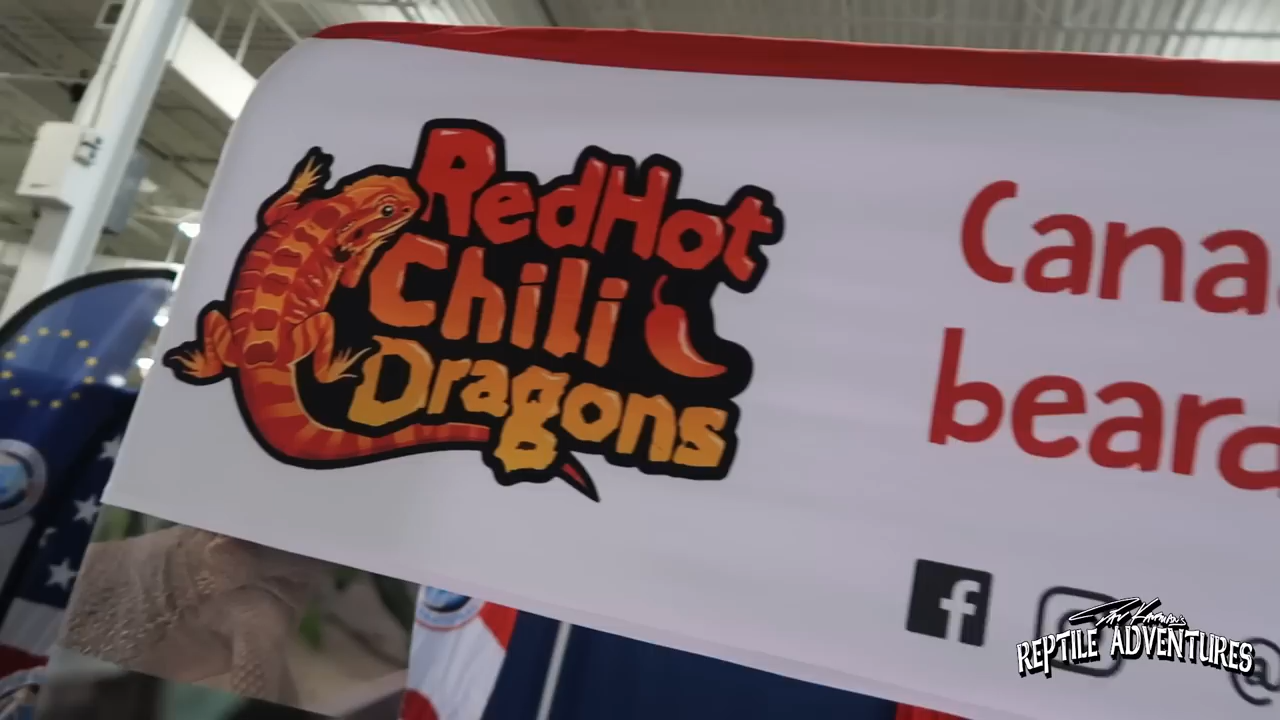 RedHot
Chili
Dragons
Cana
beard
f
REPTILE ADVENTURES
@